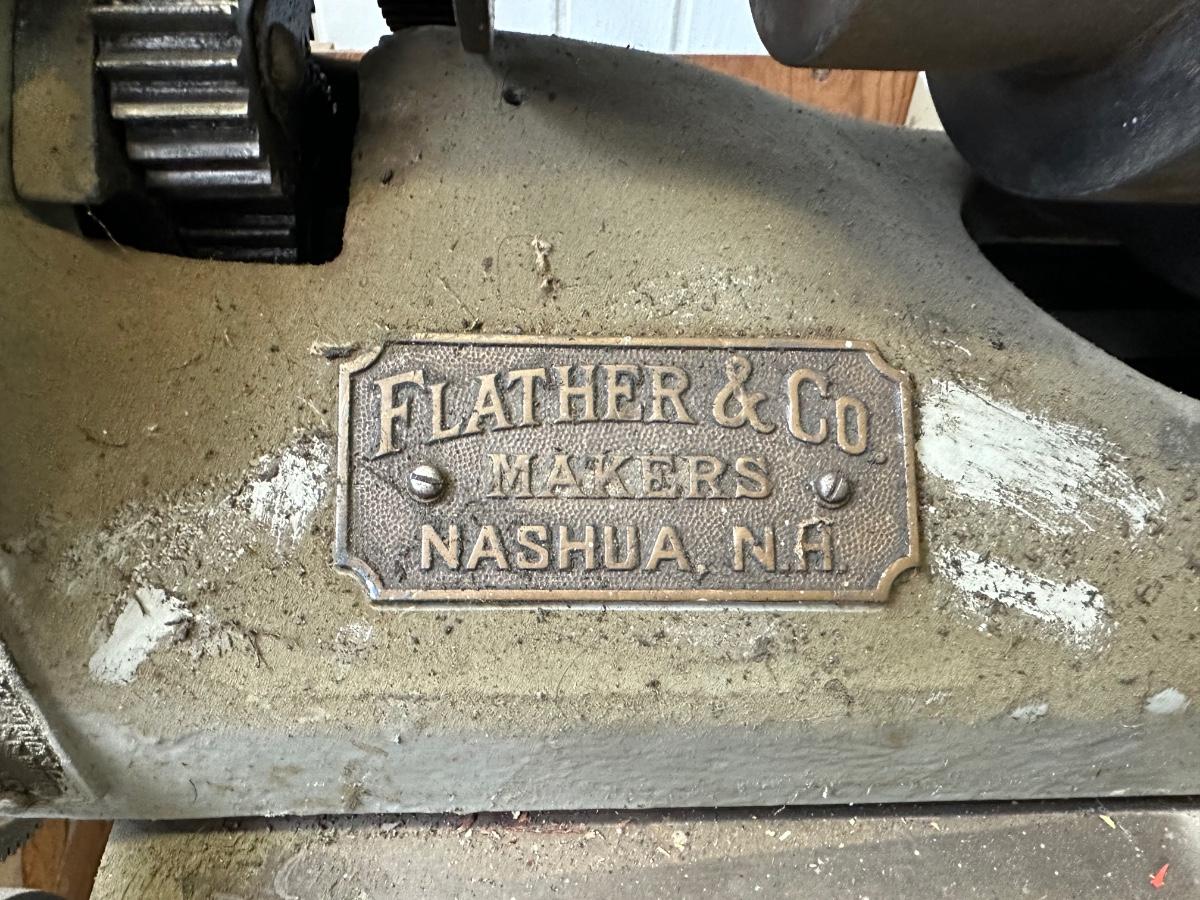 FLATHER & CO.
MAKERS
NASHUA, N.H.